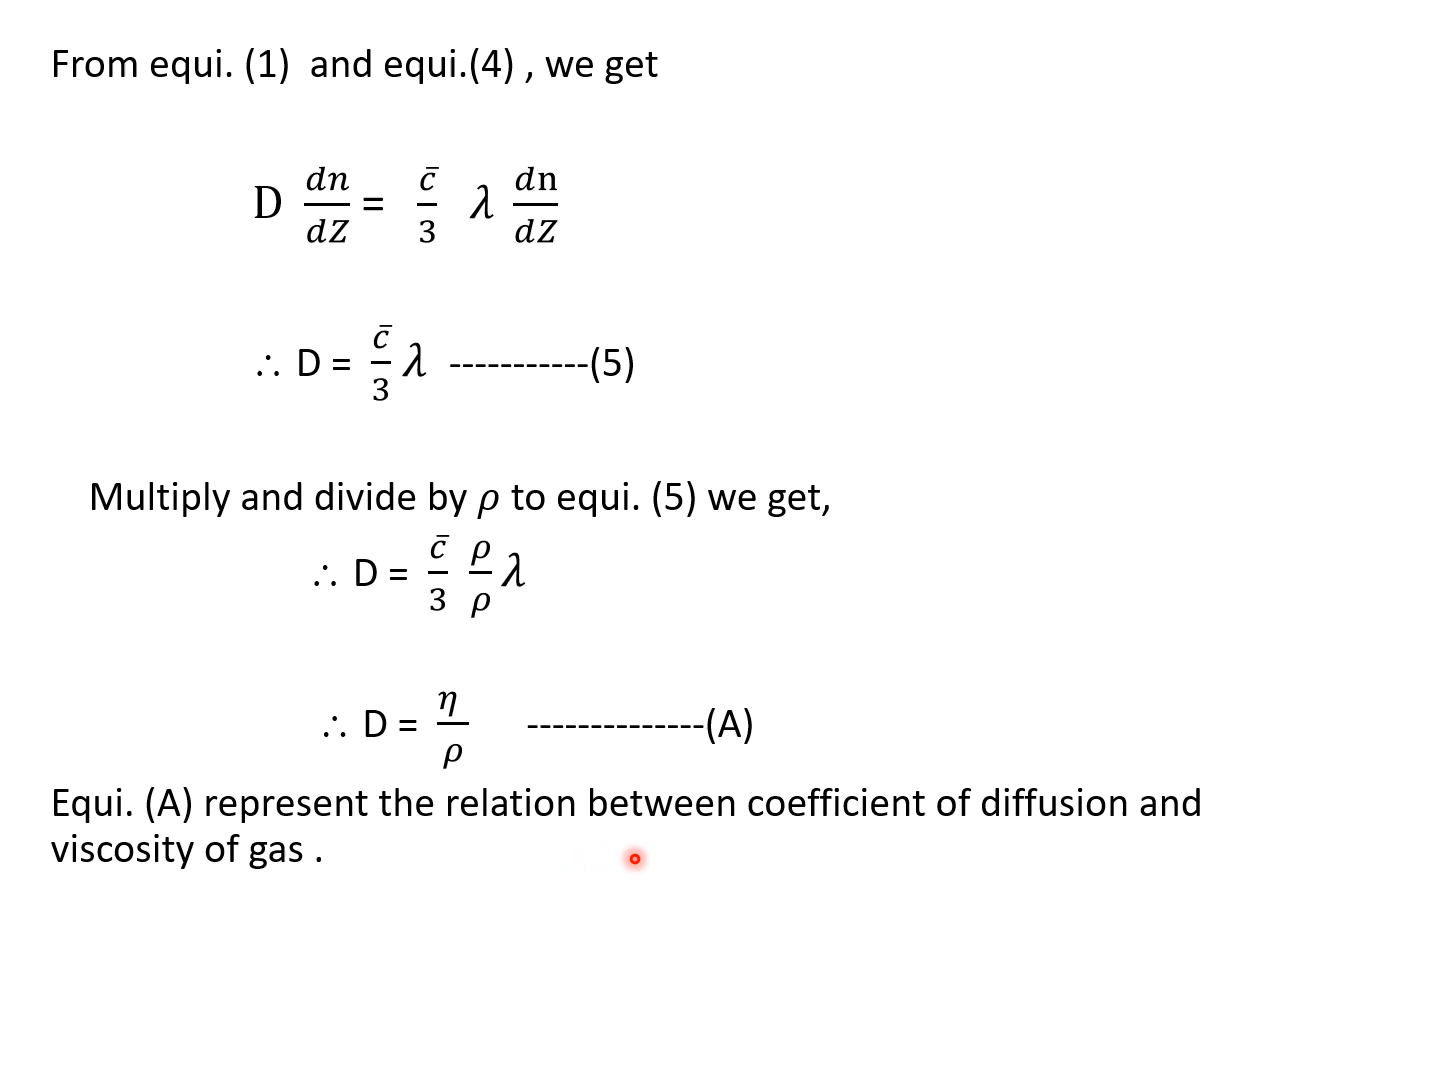 From equi. (1)  and equi.(4) , we get
D dn/dZ = c̄/3 λ dn/dZ
∴ D = c̄/3 λ -----------(5)
Multiply and divide by ρ to equi. (5) we get,
∴ D = c̄/3 ρ/ρ λ
∴ D = η/ρ --------------(A)
Equi. (A) represent the relation between coefficient of diffusion and
viscosity of gas .